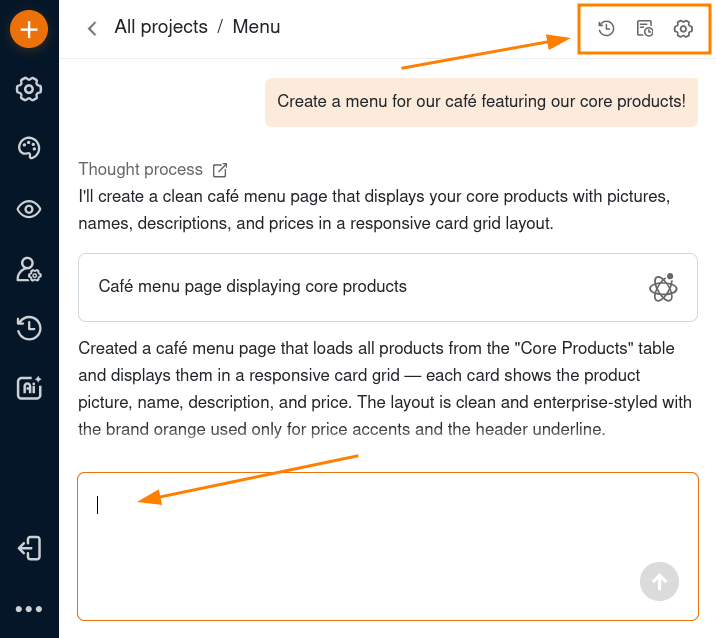 All projects / Menu
Create a menu for our café featuring our core products!
Thought process
I'll create a clean café menu page that displays your core products with pictures,
names, descriptions, and prices in a responsive card grid layout.
Café menu page displaying core products
Created a café menu page that loads all products from the "Core Products" table
and displays them in a responsive card grid — each card shows the product
picture, name, description, and price. The layout is clean and enterprise-styled with
the brand orange used only for price accents and the header underline.
Ai